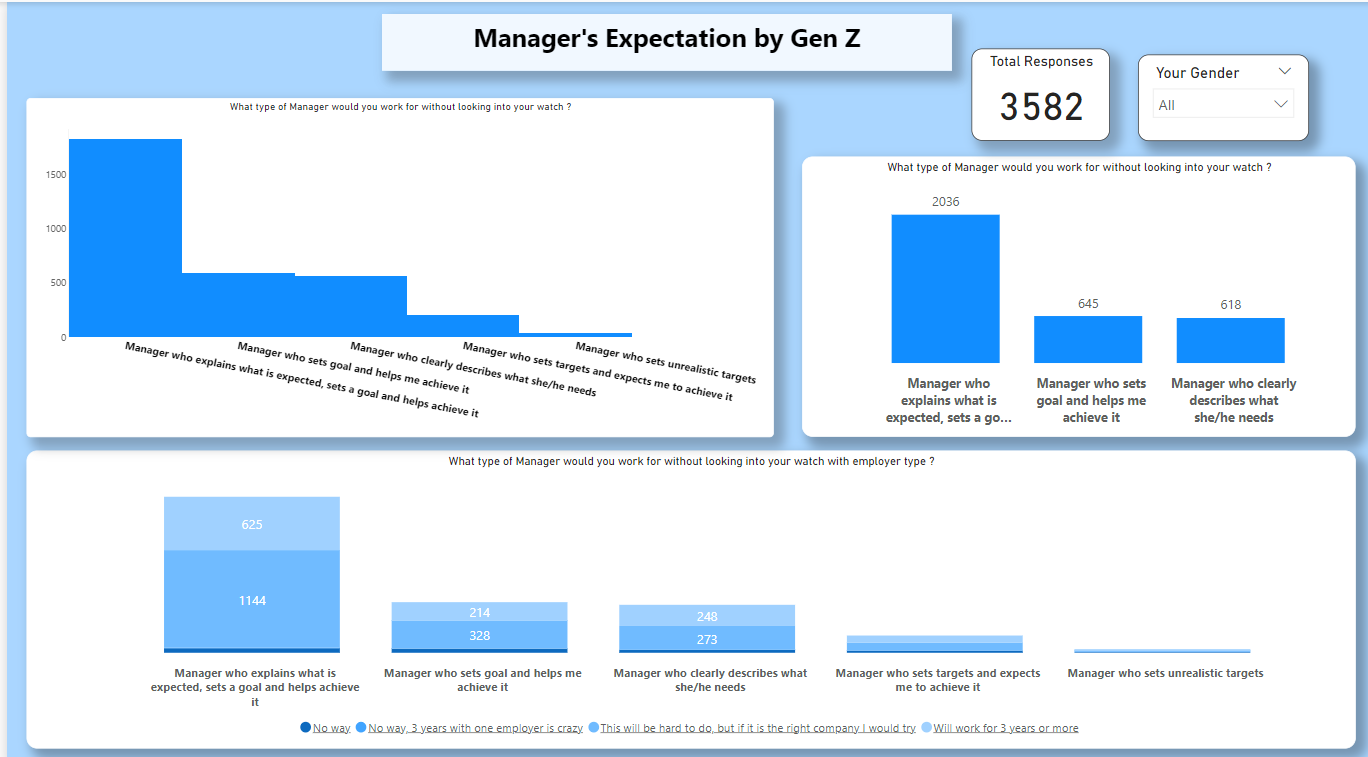 Manager's Expectation by Gen Z
Total Responses
3582
Your Gender
All
What type of Manager would you work for without looking into your watch ?
1500
1000
500
0
Manager who explains what is expected, sets a goal and helps achieve it
Manager who sets goal and helps me achieve it
Manager who clearly describes what she/he needs
Manager who sets targets and expects me to achieve it
Manager who sets unrealistic targets
What type of Manager would you work for without looking into your watch ?
2036
645
618
Manager who
explains what is
expected, sets a go...
Manager who sets
goal and helps me
achieve it
Manager who clearly
describes what
she/he needs
What type of Manager would you work for without looking into your watch with employer type ?
625
1144
214
328
248
273
Manager who explains what is
expected, sets a goal and helps achieve
it
Manager who sets goal and helps me
achieve it
Manager who clearly describes what
she/he needs
Manager who sets targets and expects
me to achieve it
Manager who sets unrealistic targets
No way
No way, 3 years with one employer is crazy
This will be hard to do, but if it is the right company I would try
Will work for 3 years or more